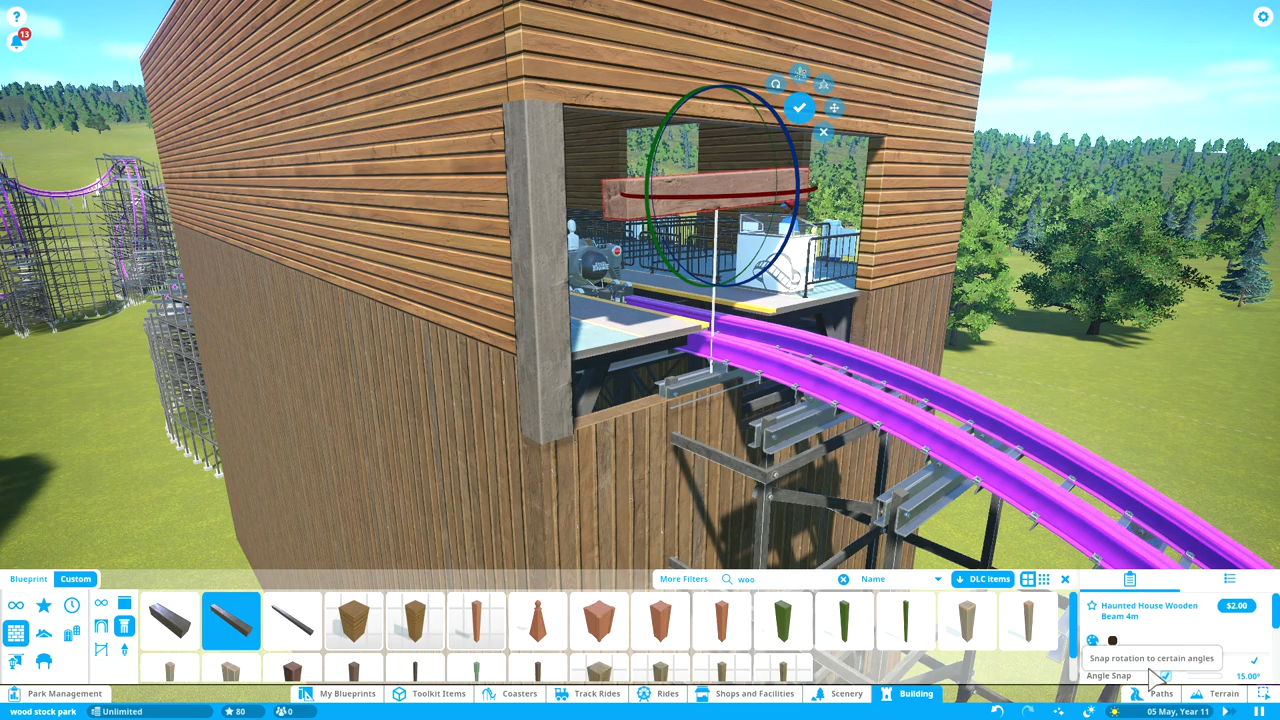 ?
13
Blueprint
Custom
More Filters
woo
Name
DLC items
Haunted House Wooden
Beam 4m
$2.00
Snap rotation to certain angles
Angle Snap
15.00°
Park Management
My Blueprints
Toolkit Items
Coasters
Track Rides
Rides
Shops and Facilities
Scenery
Building
Paths
Terrain
wood stock park
Unlimited
80
0
05 May, Year 11